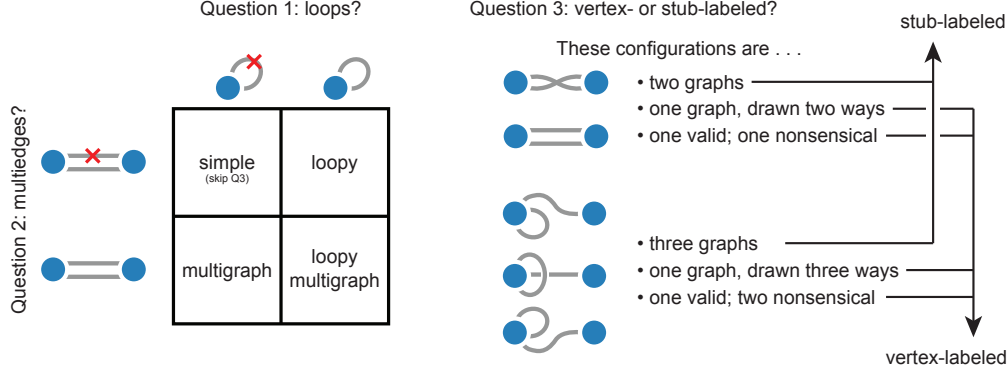 Question 1: loops?
Question 2: multiedges?
simple
(skip Q3)
loopy
multigraph
loopy
multigraph
Question 3: vertex- or stub-labeled?
stub-labeled
These configurations are . . .
• two graphs
• one graph, drawn two ways
• one valid; one nonsensical
• three graphs
• one graph, drawn three ways
• one valid; two nonsensical
vertex-labeled